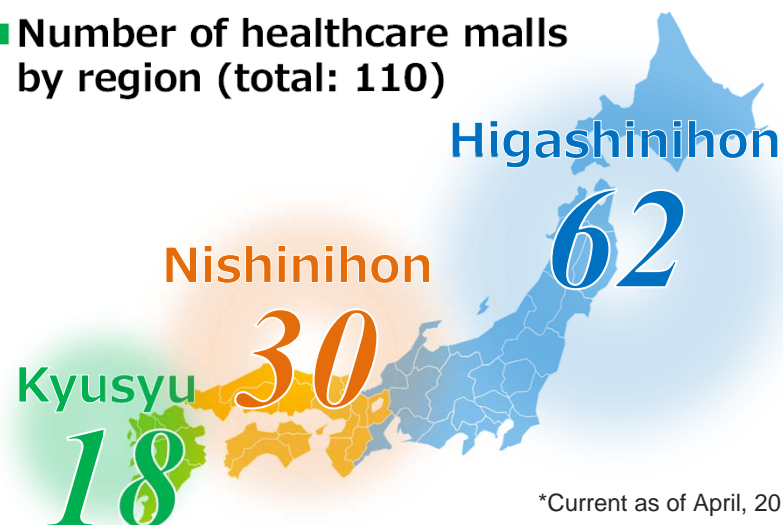 Number of healthcare malls
by region (total: 110)
Higashinihon
62
Nishinihon
30
Kyusyu
18
*Current as of April, 20